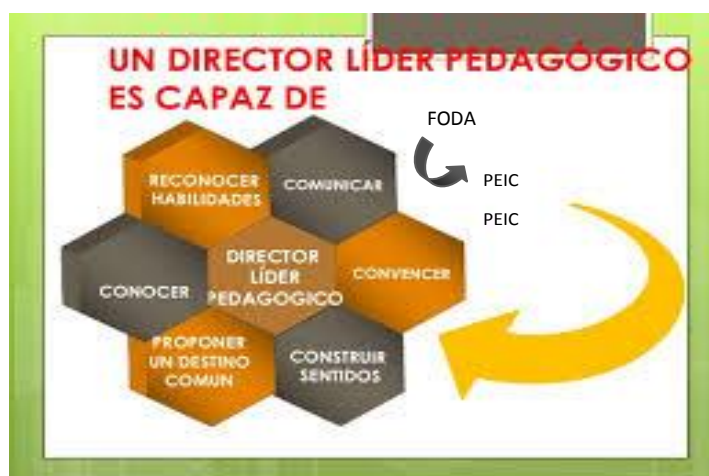 UN DIRECTOR LÍDER PEDAGÓGICO
ES CAPAZ DE
FODA
PEIC
PEIC
RECONOCER
HABILIDADES
COMUNICAR
DIRECTOR
LÍDER
PEDAGOGICO
CONVENCER
CONOCER
PROPONER
UN DESTINO
COMUN
CONSTRUIR
SENTIDOS